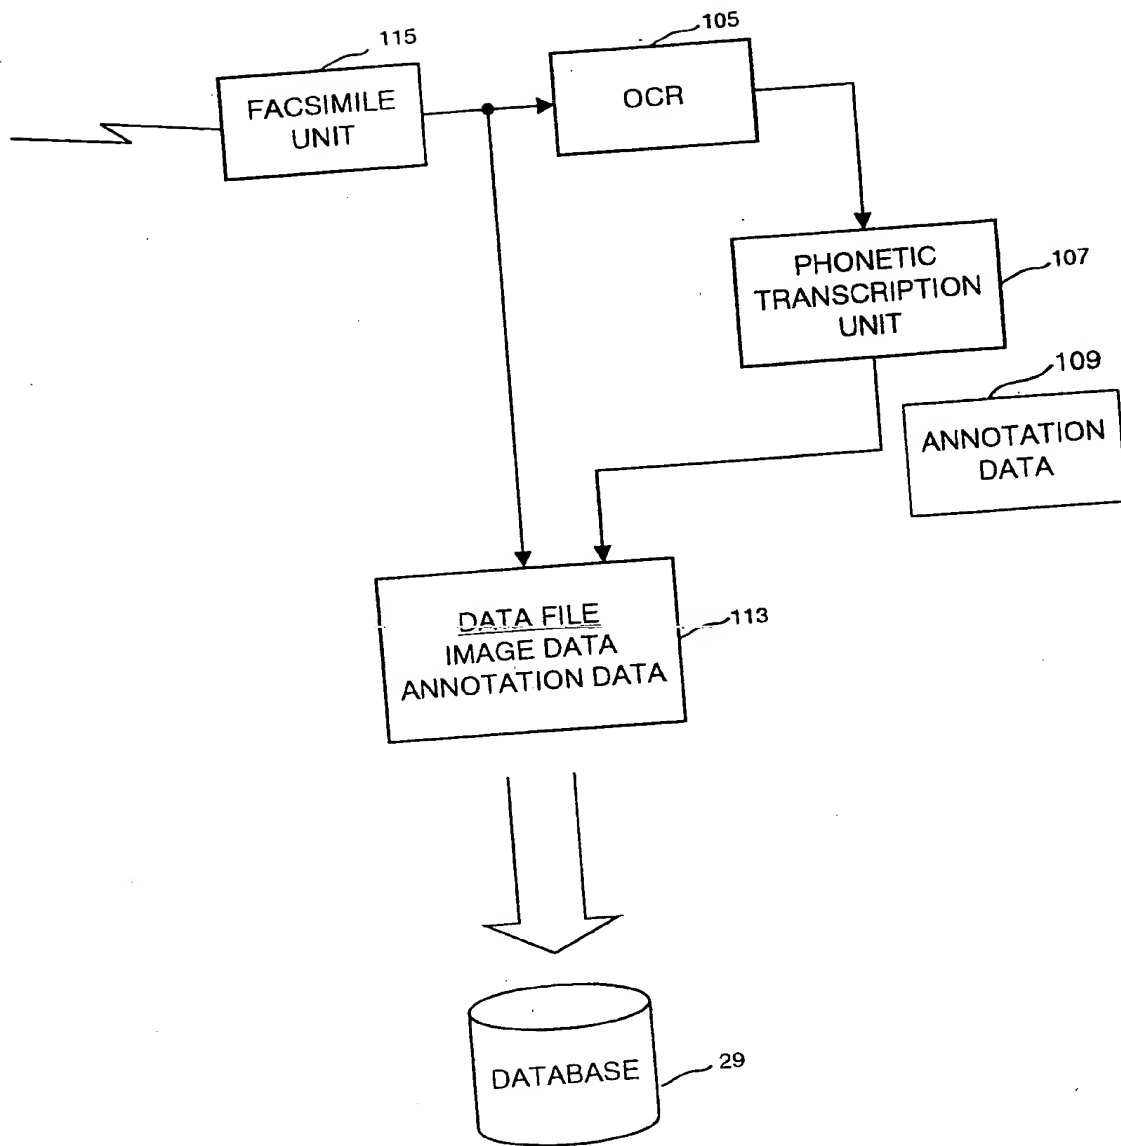 115
FACSIMILE
UNIT
105
OCR
PHONETIC
TRANSCRIPTION
UNIT
107
109
ANNOTATION
DATA
DATA FILE
IMAGE DATA
ANNOTATION DATA
113
DATABASE
29